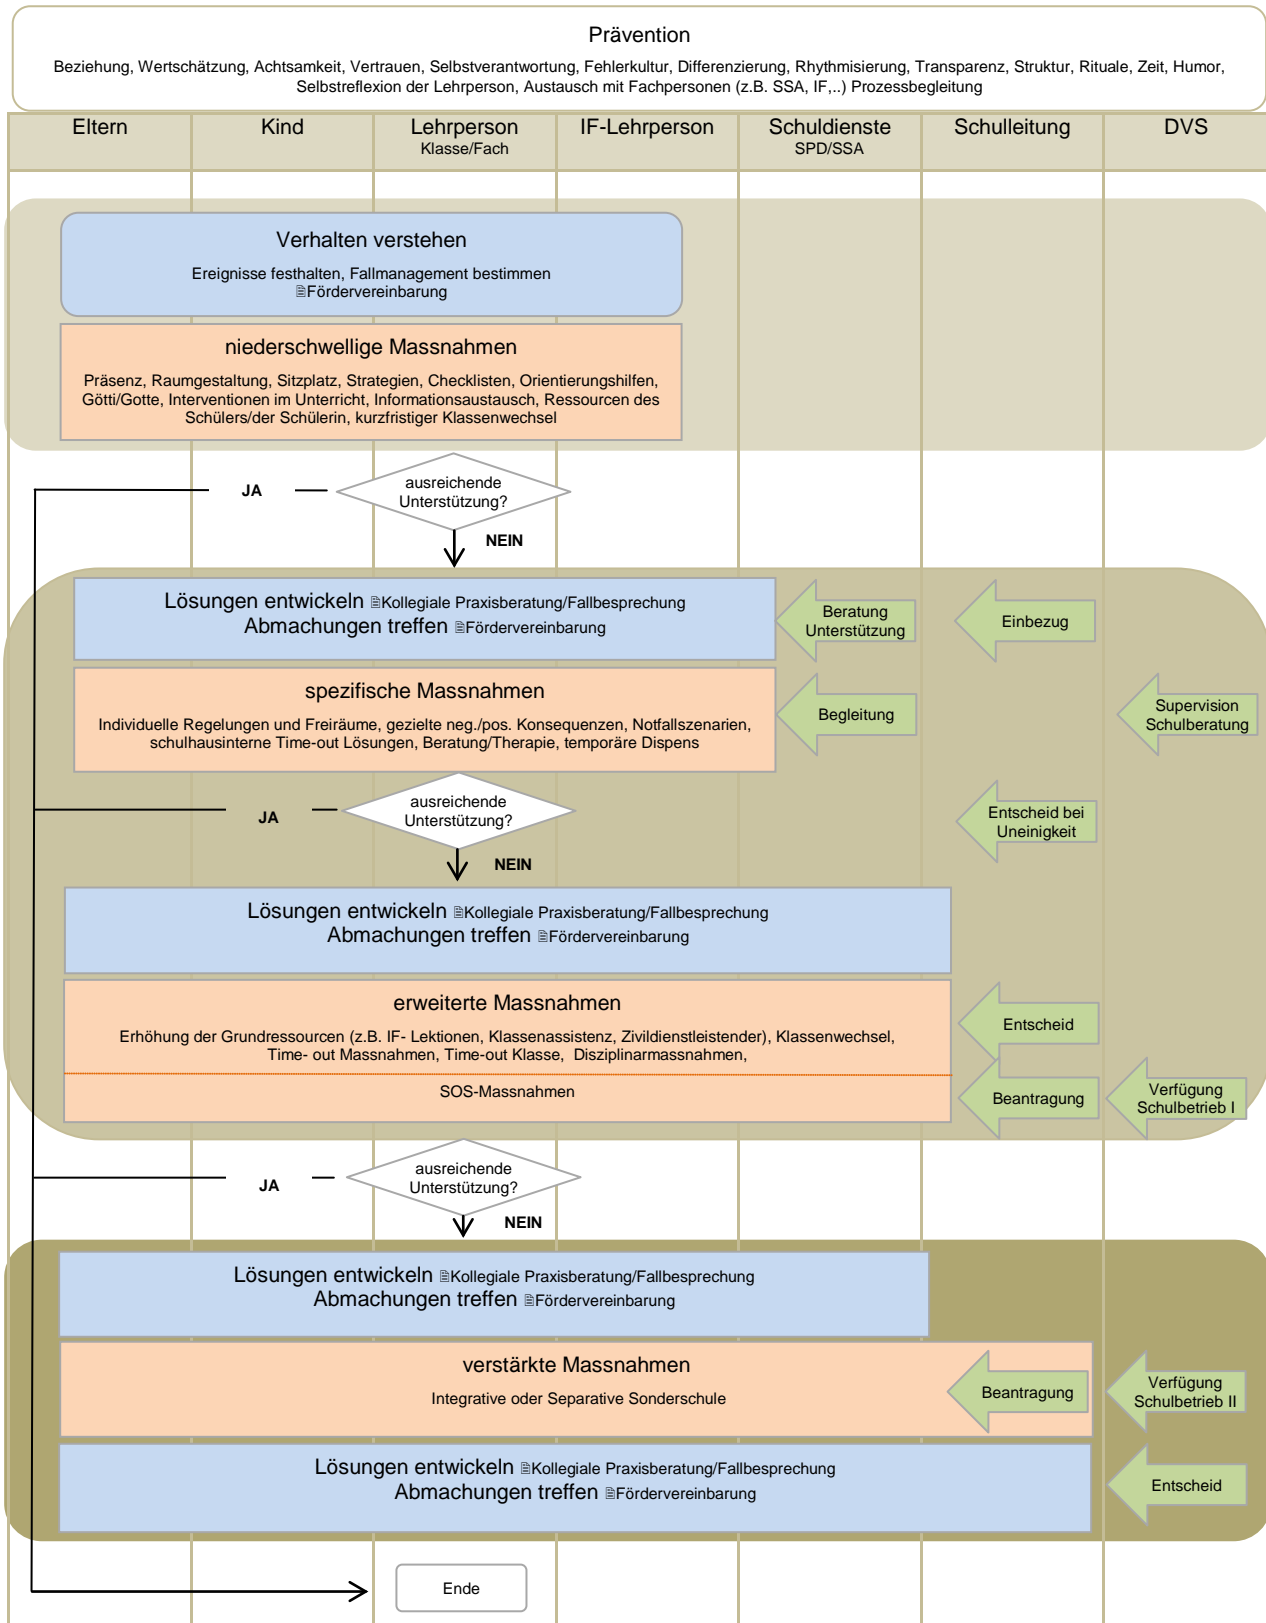 Prävention
Beziehung, Wertschätzung, Achtsamkeit, Vertrauen, Selbstverantwortung, Fehlerkultur, Differenzierung, Rhythmisierung, Transparenz, Struktur, Rituale, Zeit, Humor,
Selbstreflexion der Lehrperson, Austausch mit Fachpersonen (z.B. SSA, IF,..) Prozessbegleitung
Eltern
Kind
Lehrperson
Klasse/Fach
IF-Lehrperson
Schuldienste
SPD/SSA
Schulleitung
DVS
Verhalten verstehen
Ereignisse festhalten, Fallmanagement bestimmen
🗎Fördervereinbarung
niederschwellige Massnahmen
Präsenz, Raumgestaltung, Sitzplatz, Strategien, Checklisten, Orientierungshilfen,
Götti/Gotte, Interventionen im Unterricht, Informationsaustausch, Ressourcen des
Schülers/der Schülerin, kurzfristiger Klassenwechsel
ausreichende
Unterstützung?
JA
NEIN
Lösungen entwickeln 🗎Kollegiale Praxisberatung/Fallbesprechung
Abmachungen treffen 🗎Fördervereinbarung
Beratung
Unterstützung
Einbezug
spezifische Massnahmen
Individuelle Regelungen und Freiräume, gezielte neg./pos. Konsequenzen, Notfallszenarien,
schulhausinterne Time-out Lösungen, Beratung/Therapie, temporäre Dispens
Begleitung
Supervision
Schulberatung
ausreichende
Unterstützung?
JA
NEIN
Entscheid bei
Uneinigkeit
Lösungen entwickeln 🗎Kollegiale Praxisberatung/Fallbesprechung
Abmachungen treffen 🗎Fördervereinbarung
erweiterte Massnahmen
Erhöhung der Grundressourcen (z.B. IF- Lektionen, Klassenassistenz, Zivildienstleistender), Klassenwechsel,
Time- out Massnahmen, Time-out Klasse, Disziplinarmassnahmen,
Entscheid
SOS-Massnahmen
Beantragung
Verfügung
Schulbetrieb I
ausreichende
Unterstützung?
JA
NEIN
Lösungen entwickeln 🗎Kollegiale Praxisberatung/Fallbesprechung
Abmachungen treffen 🗎Fördervereinbarung
verstärkte Massnahmen
Integrative oder Separative Sonderschule
Beantragung
Verfügung
Schulbetrieb II
Lösungen entwickeln 🗎Kollegiale Praxisberatung/Fallbesprechung
Abmachungen treffen 🗎Fördervereinbarung
Entscheid
Ende